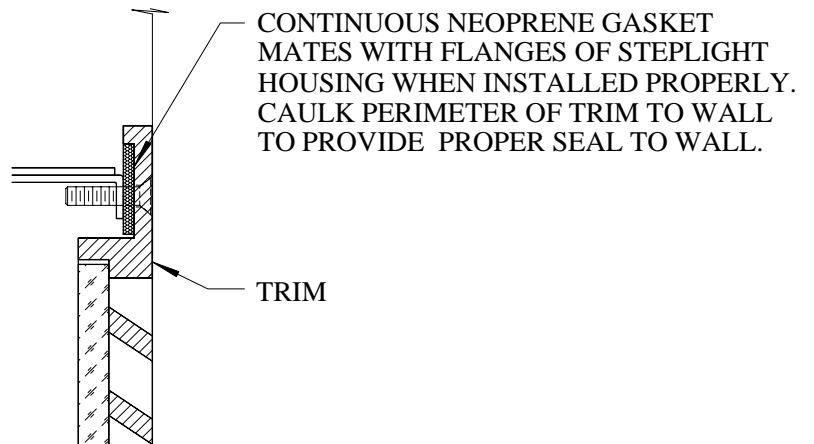 CONTINUOUS NEOPRENE GASKET
MATES WITH FLANGES OF STEPLIGHT
HOUSING WHEN INSTALLED PROPERLY.
CAULK PERIMETER OF TRIM TO WALL
TO PROVIDE PROPER SEAL TO WALL.
TRIM